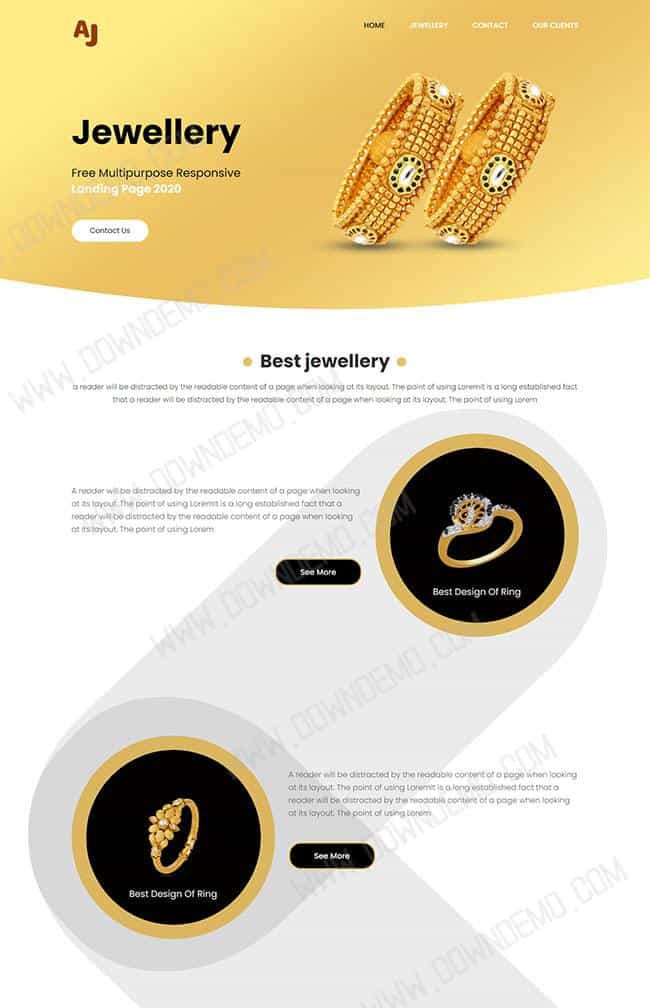 AJ
HOME JEWELLERY CONTACT OUR CLIENTS
Jewellery
Free Multipurpose Responsive
Landing Page 2020
Contact Us
Best jewellery
a reader will be distracted by the readable content of a page when looking at its layout. The point of using Loremit is a long established fact
that a reader will be distracted by the readable content of a page when looking at its layout. The point of using Lorem
A reader will be distracted by the readable content of a page when looking
at its layout. The point of using Loremit is a long established fact that a
reader will be distracted by the readable content of a page when looking
at its layout. The point of using Lorem
See More
Best Design Of Ring
A reader will be distracted by the readable content of a page when looking
at its layout. The point of using Loremit is a long established fact that a
reader will be distracted by the readable content of a page when looking
at its layout. The point of using Lorem
See More
Best Design Of Ring
WWW.DOWNDEMO.COM
WWW.DOWNDEMO.COM
WWW.DOWNDEMO.COM
WWW.DOWNDEMO.COM
WWW.DOWNDEMO.COM
WWW.DOWNDEMO.COM